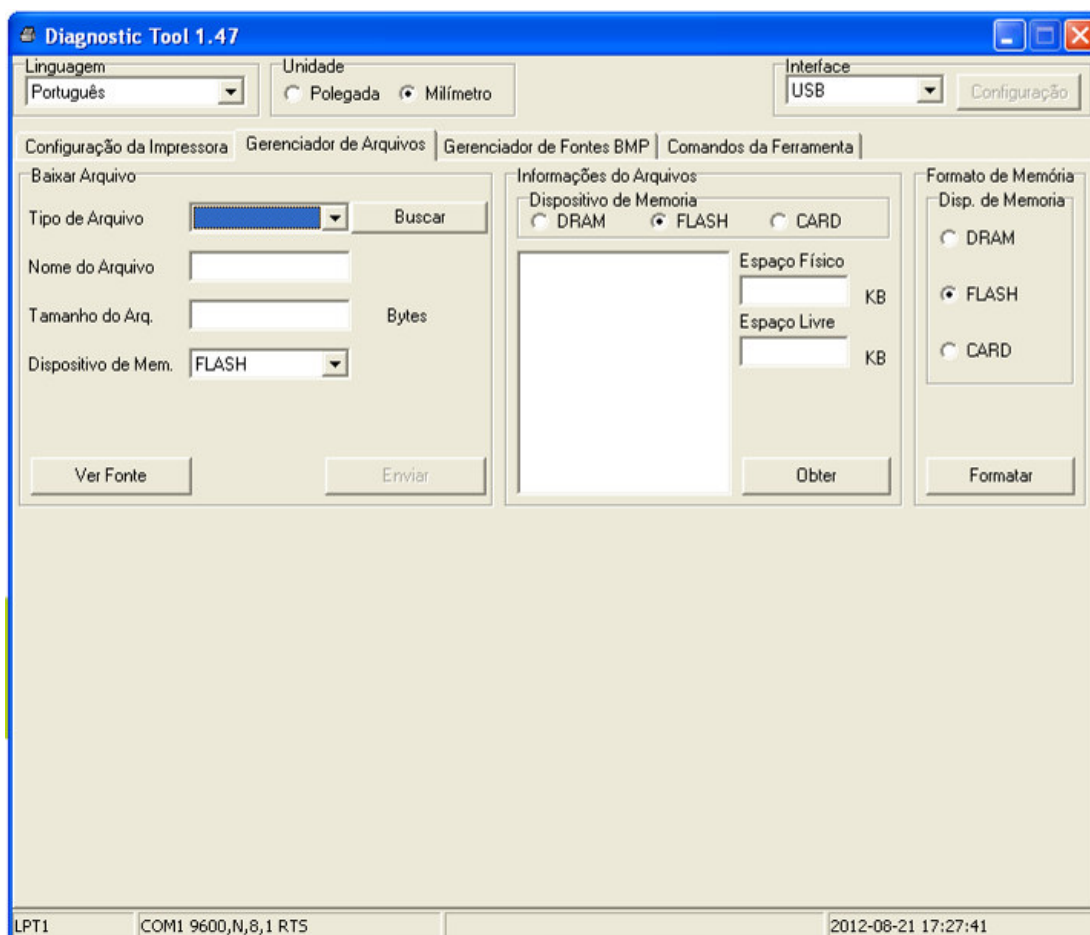 Diagnostic Tool 1.47
Linguagem
Português
Unidade
Polegada
Milímetro
Interface
USB
Configuração
Configuração da Impressora
Gerenciador de Arquivos
Gerenciador de Fontes BMP
Comandos da Ferramenta
Baixar Arquivo
Tipo de Arquivo
Buscar
Nome do Arquivo
Tamanho do Arq.
Bytes
Dispositivo de Mem.
FLASH
Ver Fonte
Enviar
Informações do Arquivos
Dispositivo de Memoria
DRAM
FLASH
CARD
Espaço Físico
KB
Espaço Livre
KB
Obter
Formato de Memória
Disp. de Memoria
DRAM
FLASH
CARD
Formatar
LPT1
COM1 9600,N,8,1 RTS
2012-08-21 17:27:41